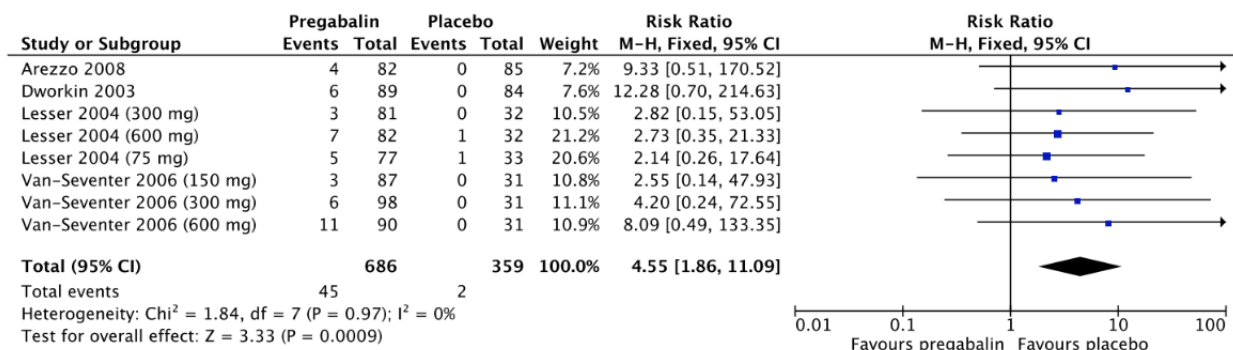 Pregabalin Placebo Risk Ratio Risk Ratio
Study or Subgroup Events Total Events Total Weight M-H, Fixed, 95% CI M-H, Fixed, 95% CI
Arezzo 2008 4 82 0 85 7.2% 9.33 [0.51, 170.52]
Dworkin 2003 6 89 0 84 7.6% 12.28 [0.70, 214.63]
Lesser 2004 (300 mg) 3 81 0 32 10.5% 2.82 [0.15, 53.05]
Lesser 2004 (600 mg) 7 82 1 32 21.2% 2.73 [0.35, 21.33]
Lesser 2004 (75 mg) 5 77 1 33 20.6% 2.14 [0.26, 17.64]
Van-Seventer 2006 (150 mg) 3 87 0 31 10.8% 2.55 [0.14, 47.93]
Van-Seventer 2006 (300 mg) 6 98 0 31 11.1% 4.20 [0.24, 72.55]
Van-Seventer 2006 (600 mg) 11 90 0 31 10.9% 8.09 [0.49, 133.35]
Total (95% CI) 686 359 100.0% 4.55 [1.86, 11.09]
Total events 45 2
Heterogeneity: Chi² = 1.84, df = 7 (P = 0.97); I² = 0%
Test for overall effect: Z = 3.33 (P = 0.0009)
0.01 0.1 1 10 100
Favours pregabalin Favours placebo